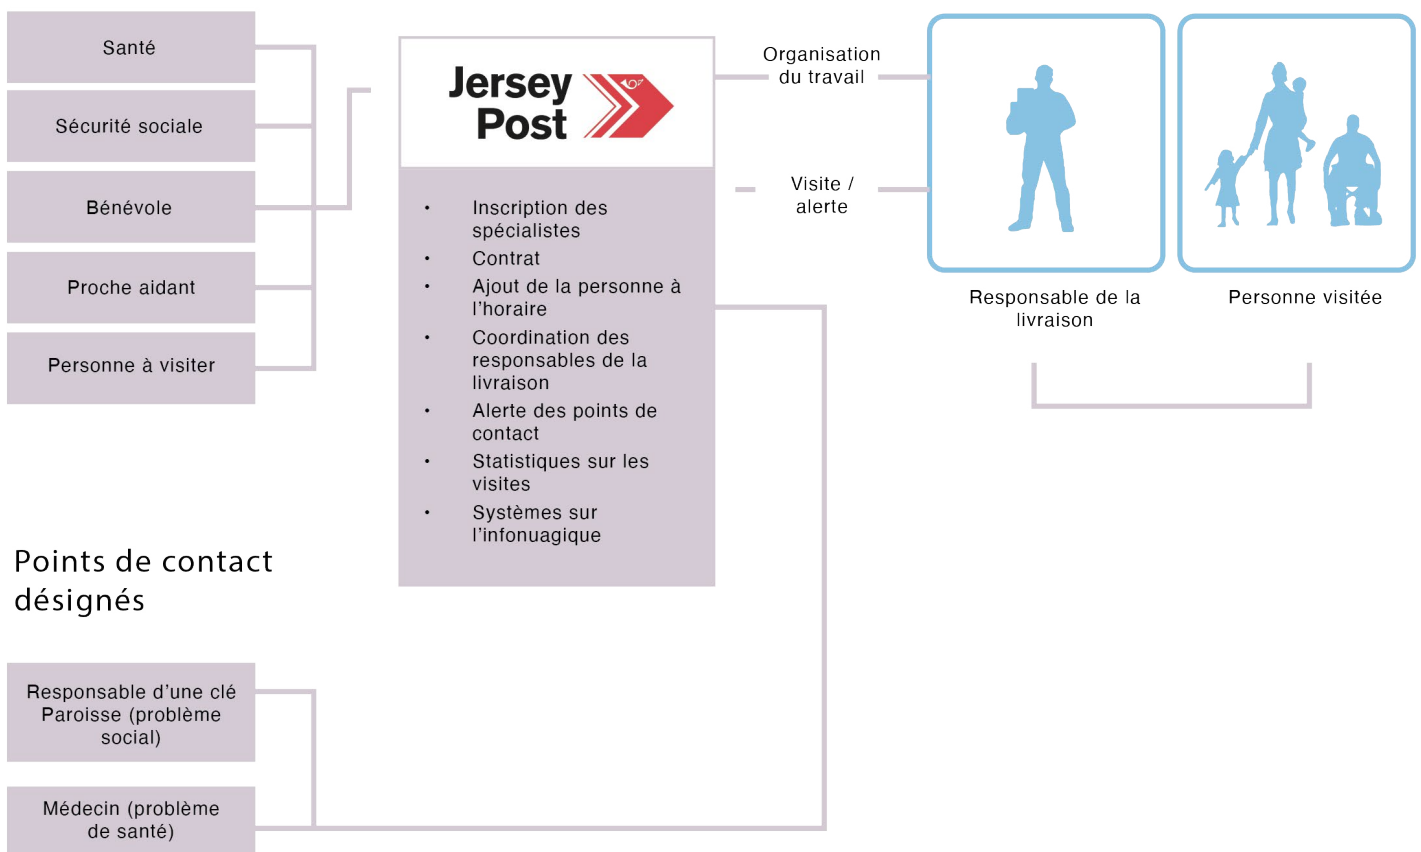 Santé
Sécurité sociale
Bénévole
Proche aidant
Personne à visiter
Jersey
Post
• Inscription des
spécialistes
• Contrat
• Ajout de la personne à
l’horaire
• Coordination des
responsables de la
livraison
• Alerte des points de
contact
• Statistiques sur les
visites
• Systèmes sur
l’infonuagique
Organisation
du travail
Visite /
alerte
Responsable de la
livraison
Personne visitée
Points de contact
désignés
Responsable d’une clé
Paroisse (problème
social)
Médecin (problème
de santé)